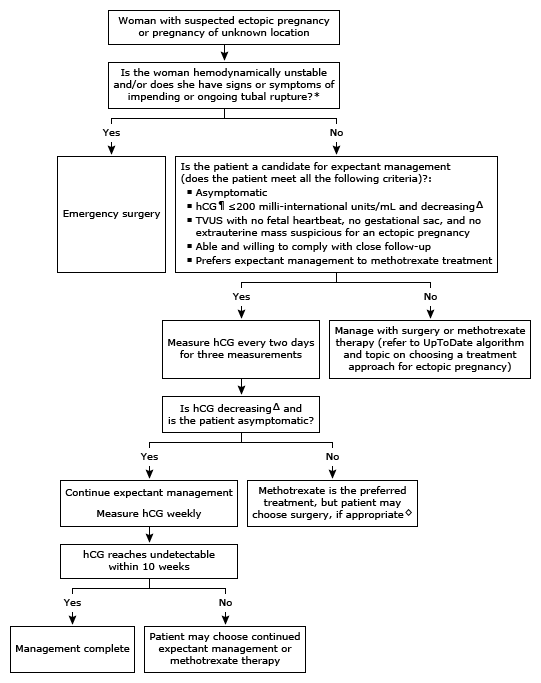 Woman with suspected ectopic pregnancy
or pregnancy of unknown location
Is the woman hemodynamically unstable
and/or does she have signs or symptoms of
impending or ongoing tubal rupture?*
Yes
No
Emergency surgery
Is the patient a candidate for expectant management
(does the patient meet all the following criteria)?:
▪ Asymptomatic
▪ hCG¶ ≤200 milli-international units/mL and decreasingΔ
▪ TVUS with no fetal heartbeat, no gestational sac, and no
extrauterine mass suspicious for an ectopic pregnancy
▪ Able and willing to comply with close follow-up
▪ Prefers expectant management to methotrexate treatment
Yes
No
Measure hCG every two days
for three measurements
Manage with surgery or methotrexate
therapy (refer to UpToDate algorithm
and topic on choosing a treatment
approach for ectopic pregnancy)
Is hCG decreasingΔ and
is the patient asymptomatic?
Yes
No
Continue expectant management
Measure hCG weekly
Methotrexate is the preferred
treatment, but patient may
choose surgery, if appropriate◇
hCG reaches undetectable
within 10 weeks
Yes
No
Management complete
Patient may choose continued
expectant management or
methotrexate therapy